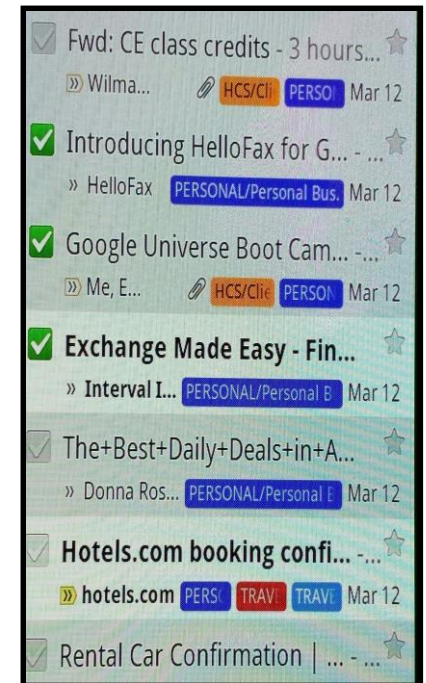 Fwd: CE class credits - 3 hours...
» Wilma... HCS/Cli PERSO Mar 12
Introducing HelloFax for G... - ...
» HelloFax PERSONAL/Personal Bus. Mar 12
Google Universe Boot Cam... -...
» Me, E... HCS/Clie PERSON Mar 12
Exchange Made Easy - Fin...
» Interval I... PERSONAL/Personal B Mar 12
The+Best+Daily+Deals+in+A...
» Donna Ros... PERSONAL/Personal E Mar 12
Hotels.com booking confi... -...
» hotels.com PERSC TRAVE TRAVE Mar 12
Rental Car Confirmation | ... - ...